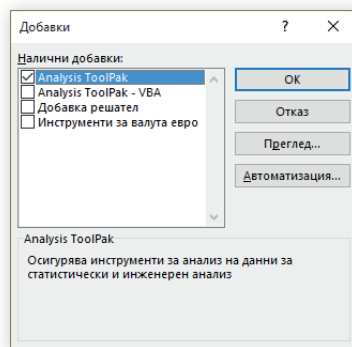 Добавки
Налични добавки:
Analysis ToolPak
Analysis ToolPak - VBA
Добавка решател
Инструменти за валута евро
OK
Отказ
Преглед...
Автоматизация...
Analysis ToolPak
Осигурява инструменти за анализ на данни за
статистически и инженерен анализ